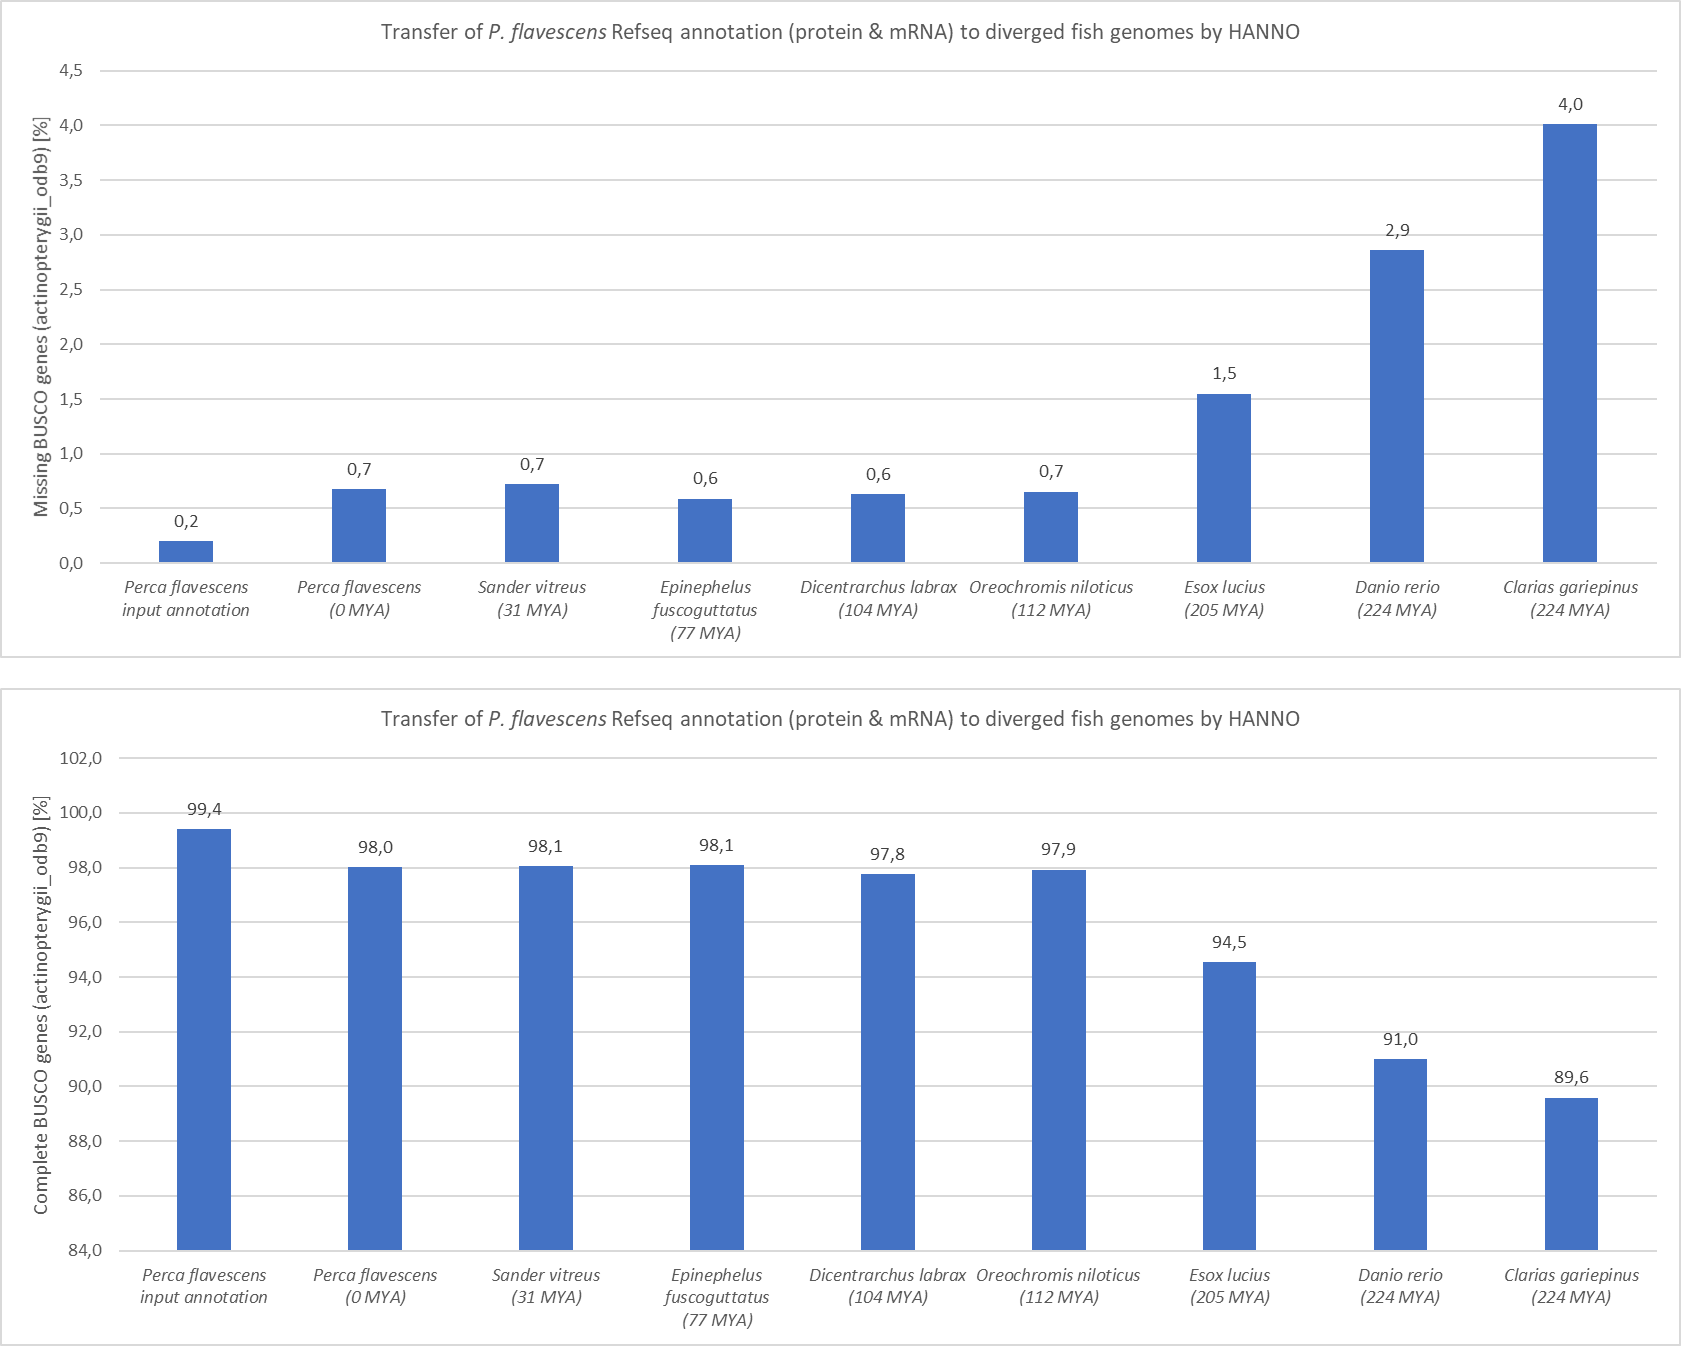 Transfer of P. flavescens Refseq annotation (protein & mRNA) to diverged fish genomes by HANNO
Missing BUSCO genes (actinopterygii_odb9) [%]
4,5
4,0
3,5
3,0
2,5
2,0
1,5
1,0
0,5
0,0
0,2
0,7
0,7
0,6
0,6
0,7
1,5
2,9
4,0
Perca flavescens
input annotation
Perca flavescens
(0 MYA)
Sander vitreus
(31 MYA)
Epinephelus
fuscoguttatus
(77 MYA)
Dicentrarchus labrax
(104 MYA)
Oreochromis niloticus
(112 MYA)
Esox lucius
(205 MYA)
Danio rerio
(224 MYA)
Clarias gariepinus
(224 MYA)
Transfer of P. flavescens Refseq annotation (protein & mRNA) to diverged fish genomes by HANNO
Complete BUSCO genes (actinopterygii_odb9) [%]
102,0
100,0
98,0
96,0
94,0
92,0
90,0
88,0
86,0
84,0
99,4
98,0
98,1
98,1
97,8
97,9
94,5
91,0
89,6
Perca flavescens
input annotation
Perca flavescens
(0 MYA)
Sander vitreus
(31 MYA)
Epinephelus
fuscoguttatus
(77 MYA)
Dicentrarchus labrax
(104 MYA)
Oreochromis niloticus
(112 MYA)
Esox lucius
(205 MYA)
Danio rerio
(224 MYA)
Clarias gariepinus
(224 MYA)